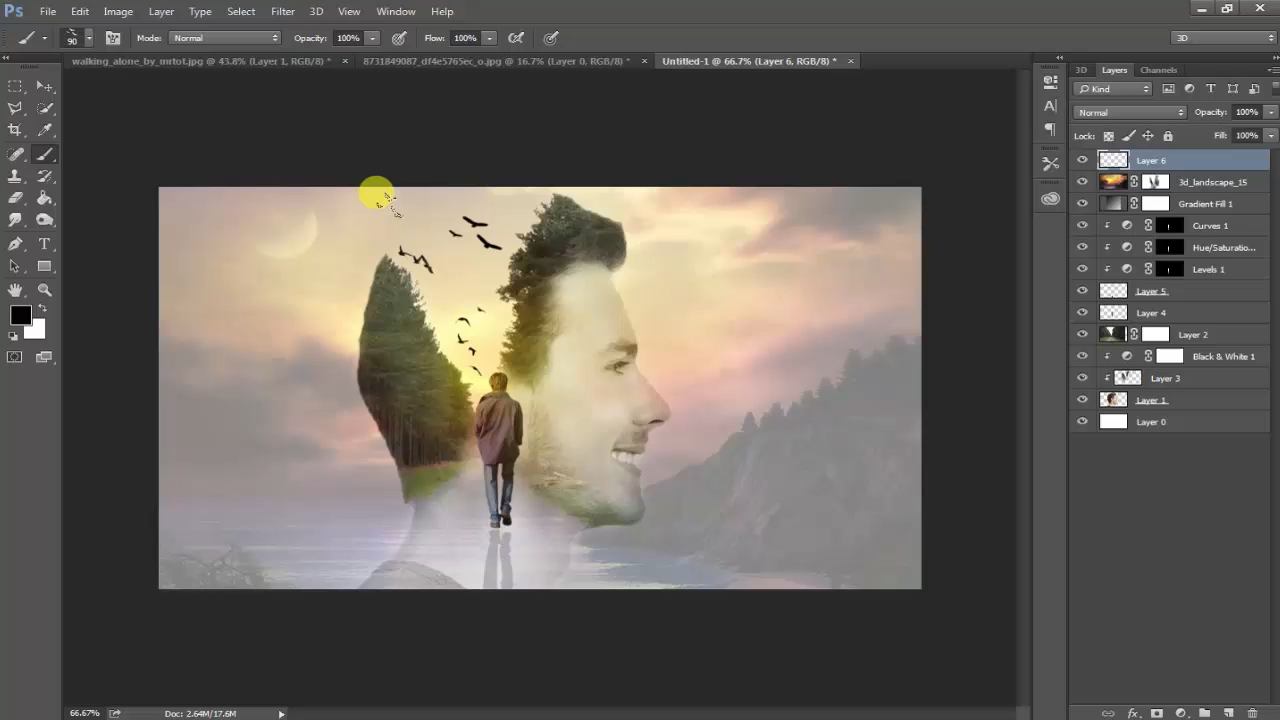 Ps File Edit Image Layer Type Select Filter 3D View Window Help
90 Mode: Normal Opacity: 100% Flow: 100% 3D
walking_alone_by_mrtot.jpg @ 43.8% (Layer 1, RGB/8) * × 8731849087_df4e5765ec_o.jpg @ 16.7% (Layer 0, RGB/8) * × Untitled-1 @ 66.7% (Layer 6, RGB/8) * ×
3D Layers Channels
Kind
Normal Opacity: 100%
Lock: Fill: 100%
Layer 6
3d_landscape_15
Gradient Fill 1
Curves 1
Hue/Saturatio...
Levels 1
Layer 5
Layer 4
Layer 2
Black & White 1
Layer 3
Layer 1
Layer 0
66.67% Doc: 2.64M/17.6M